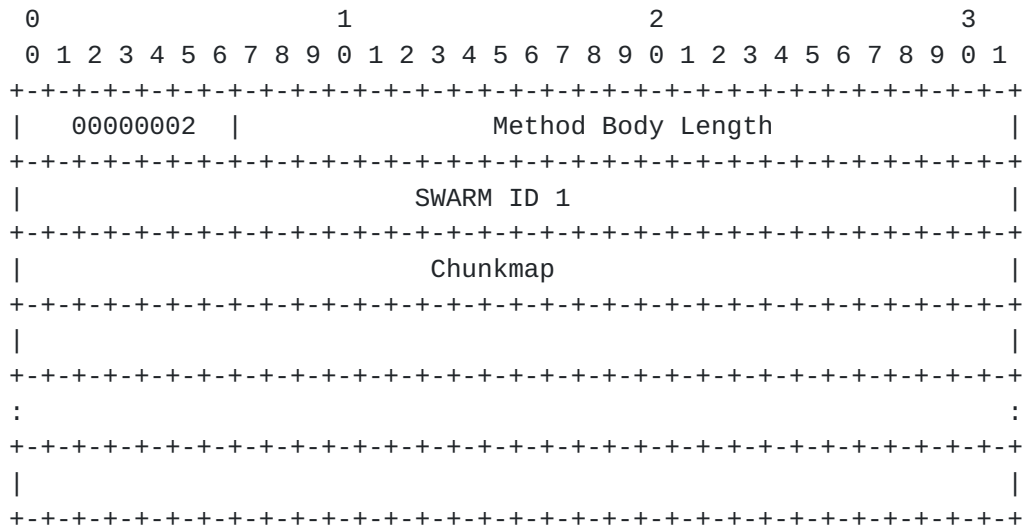 0                   1                   2                   3
 0 1 2 3 4 5 6 7 8 9 0 1 2 3 4 5 6 7 8 9 0 1 2 3 4 5 6 7 8 9 0 1
+-+-+-+-+-+-+-+-+-+-+-+-+-+-+-+-+-+-+-+-+-+-+-+-+-+-+-+-+-+-+-+-+
|   00000002  |                Method Body Length               |
+-+-+-+-+-+-+-+-+-+-+-+-+-+-+-+-+-+-+-+-+-+-+-+-+-+-+-+-+-+-+-+-+
|                         SWARM ID 1                            |
+-+-+-+-+-+-+-+-+-+-+-+-+-+-+-+-+-+-+-+-+-+-+-+-+-+-+-+-+-+-+-+-+
|                          Chunkmap                             |
+-+-+-+-+-+-+-+-+-+-+-+-+-+-+-+-+-+-+-+-+-+-+-+-+-+-+-+-+-+-+-+-+
|                                                               |
+-+-+-+-+-+-+-+-+-+-+-+-+-+-+-+-+-+-+-+-+-+-+-+-+-+-+-+-+-+-+-+-+
:                                                               :
+-+-+-+-+-+-+-+-+-+-+-+-+-+-+-+-+-+-+-+-+-+-+-+-+-+-+-+-+-+-+-+-+
|                                                               |
+-+-+-+-+-+-+-+-+-+-+-+-+-+-+-+-+-+-+-+-+-+-+-+-+-+-+-+-+-+-+-+-+